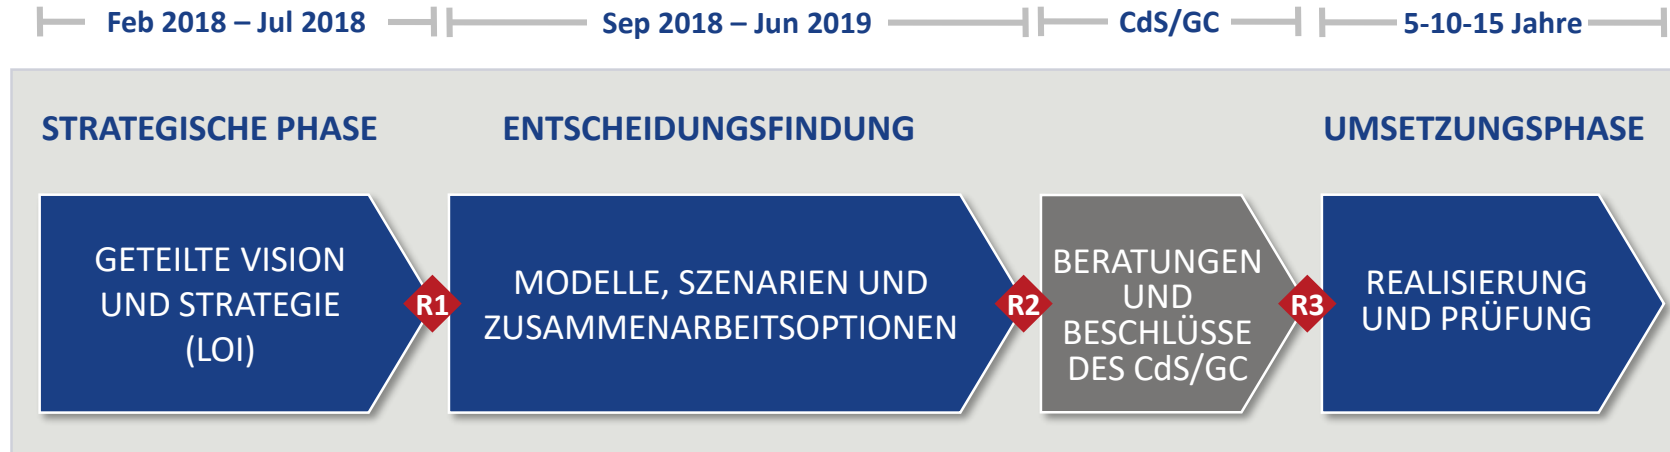 Feb 2018 – Jul 2018
Sep 2018 – Jun 2019
CdS/GC
5-10-15 Jahre
STRATEGISCHE PHASE
ENTSCHEIDUNGSFINDUNG
UMSETZUNGSPHASE
GETEILTE VISION
UND STRATEGIE
(LOI)
R1
MODELLE, SZENARIEN UND
ZUSAMMENARBEITSOPTIONEN
R2
BERATUNGEN
UND
BESCHLÜSSE
DES CdS/GC
R3
REALISIERUNG
UND PRÜFUNG